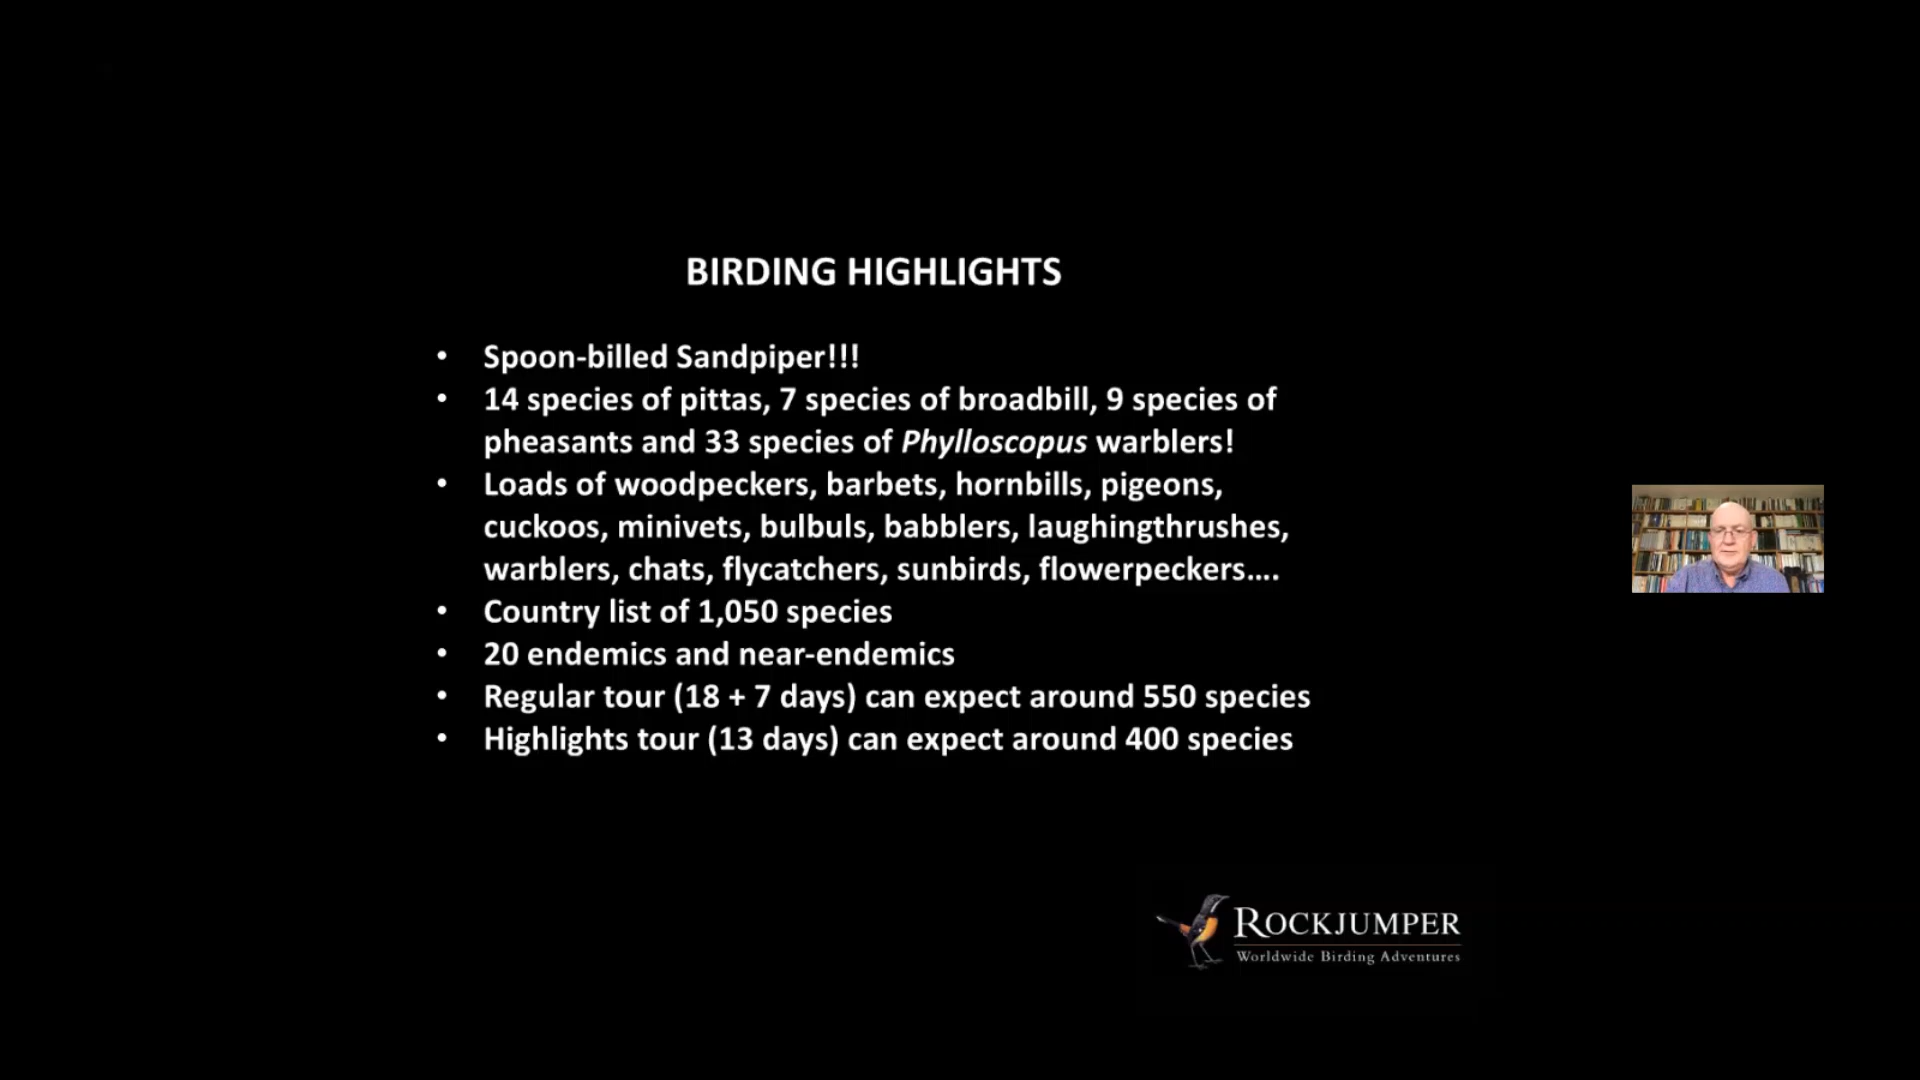 BIRDING HIGHLIGHTS
• Spoon-billed Sandpiper!!!
• 14 species of pittas, 7 species of broadbill, 9 species of
pheasants and 33 species of Phylloscopus warblers!
• Loads of woodpeckers, barbets, hornbills, pigeons,
cuckoos, minivets, bulbuls, babblers, laughingthrushes,
warblers, chats, flycatchers, sunbirds, flowerpeckers....
• Country list of 1,050 species
• 20 endemics and near-endemics
• Regular tour (18 + 7 days) can expect around 550 species
• Highlights tour (13 days) can expect around 400 species
ROCKJUMPER
Worldwide Birding Adventures